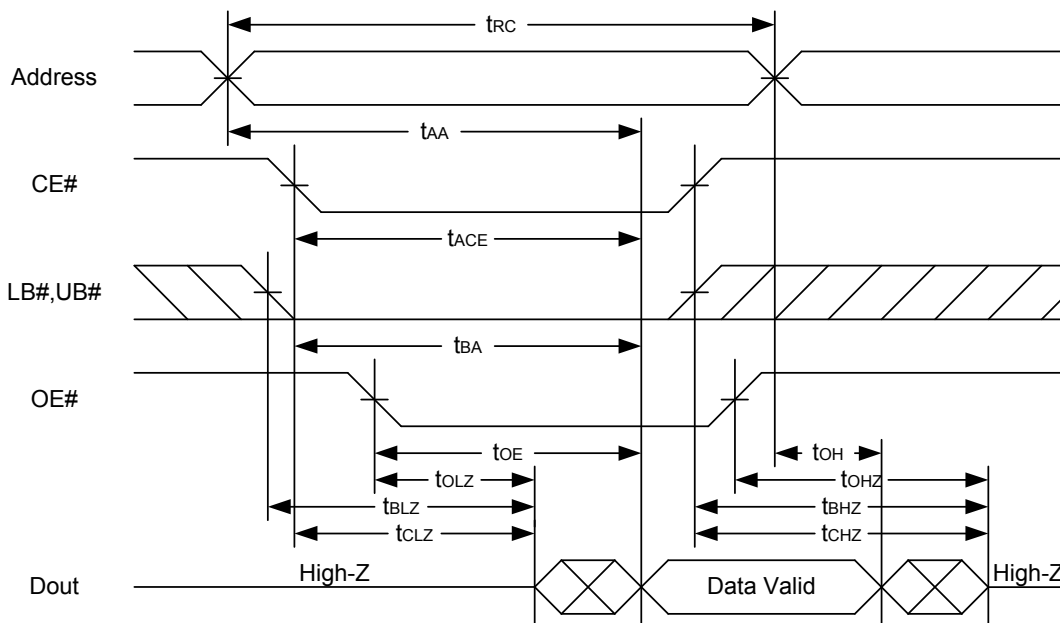 tRC
Address
tAA
CE#
tACE
LB#,UB#
tBA
OE#
tOE
tOH
tOLZ
tOHZ
tBLZ
tBHZ
tCLZ
tCHZ
High-Z
Dout
Data Valid
High-Z